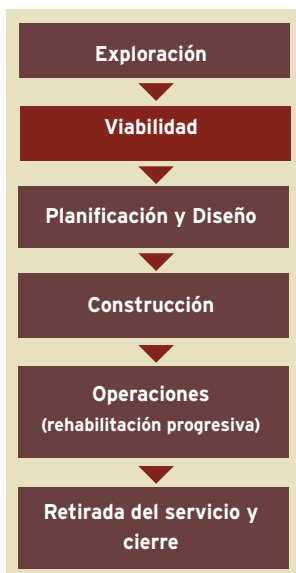 Exploración
Viabilidad
Planificación y Diseño
Construcción
Operaciones
(rehabilitación progresiva)
Retirada del servicio y
cierre